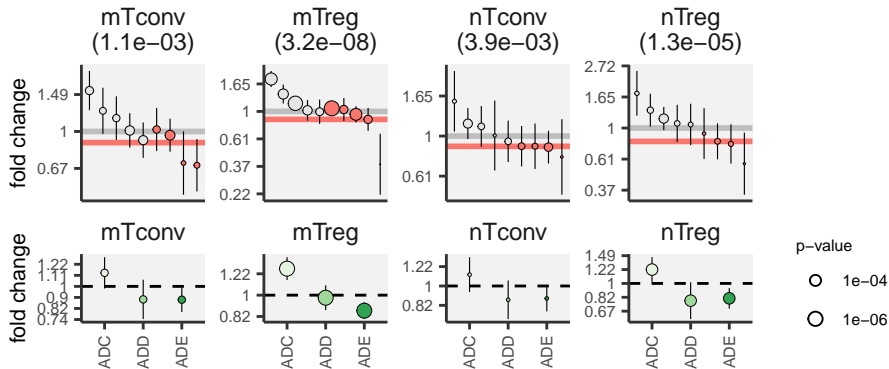 mTconv
(1.1e−03)
mTreg
(3.2e−08)
nTconv
(3.9e−03)
nTreg
(1.3e−05)
fold change
1.49
1
0.67
1.65
1
0.61
0.37
0.22
1.65
1
0.61
2.72
1.65
1
0.61
0.37
mTconv
mTreg
nTconv
nTreg
fold change
1.22
1.11
1
0.9
0.82
0.74
1.22
1
0.82
1.22
1
0.82
1.49
1.22
1
0.82
0.67
ADC
ADD
ADE
ADC
ADD
ADE
ADC
ADD
ADE
ADC
ADD
ADE
p−value
1e−04
1e−06